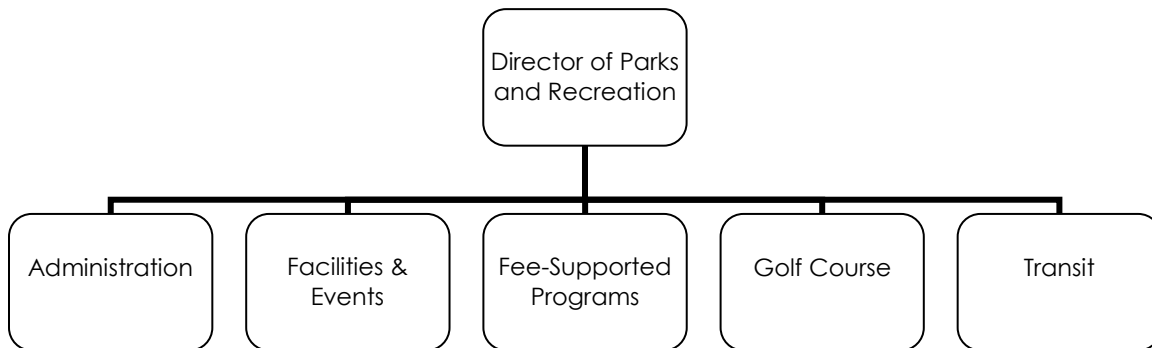 Director of Parks
and Recreation
Administration
Facilities &
Events
Fee-Supported
Programs
Golf Course
Transit